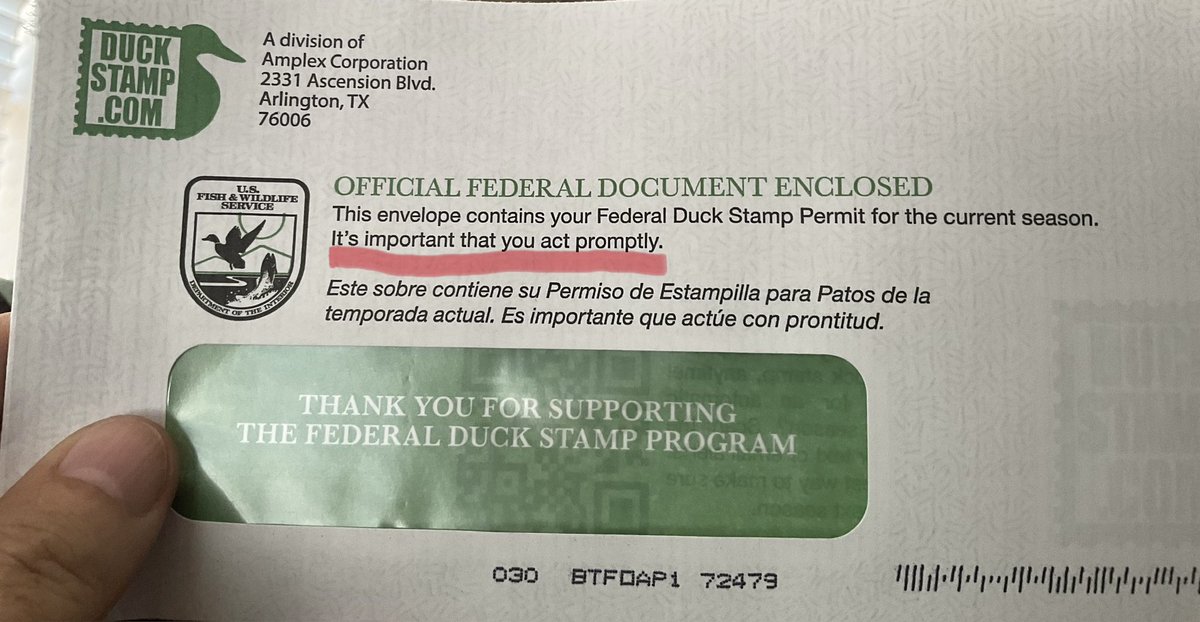 DUCK
STAMP
.COM
A division of
Amplex Corporation
2331 Ascension Blvd.
Arlington, TX
76006
U.S.
FISH & WILDLIFE
SERVICE
DEPARTMENT OF THE INTERIOR
OFFICIAL FEDERAL DOCUMENT ENCLOSED
This envelope contains your Federal Duck Stamp Permit for the current season.
It's important that you act promptly.
Este sobre contiene su Permiso de Estampilla para Patos de la
temporada actual. Es importante que actúe con prontitud.
THANK YOU FOR SUPPORTING
THE FEDERAL DUCK STAMP PROGRAM
030 BTFDAP1 72479